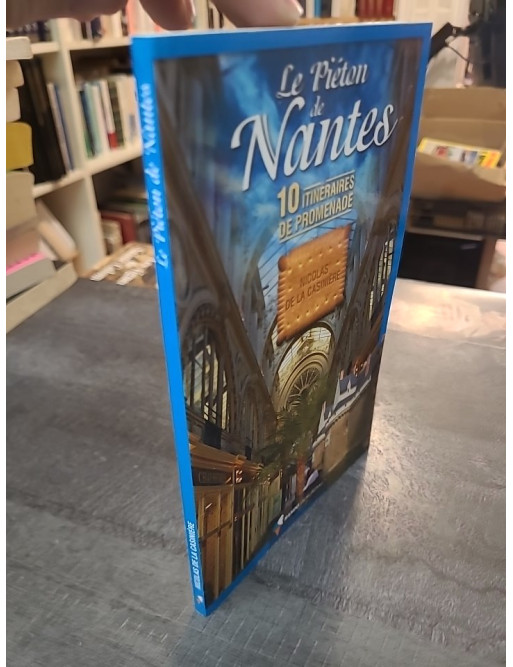 Le Piéton
de
Nantes
10 ITINERAIRES
DE PROMENADE
NICOLAS
DE LA CASINIÈRE
Le Piéton de Nantes
NICOLAS DE LA CASINIÈRE